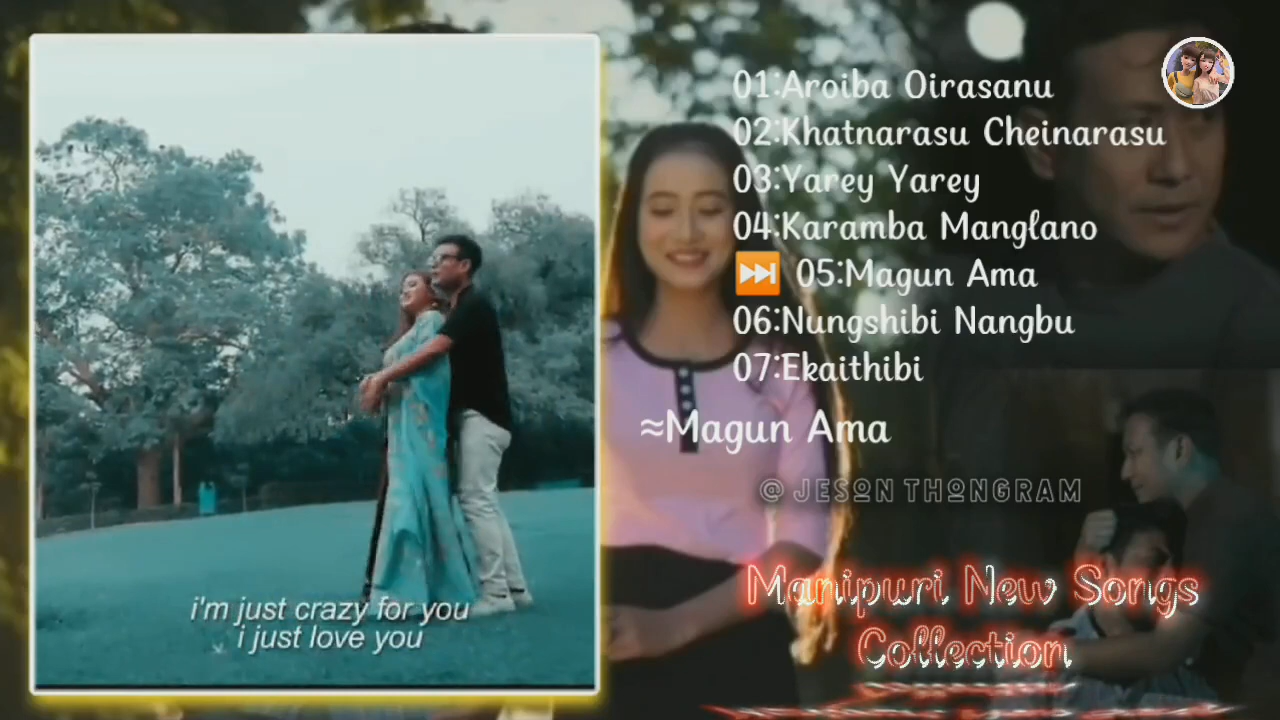 01:Aroiba Oirasanu
02:Khatnarasu Cheinarasu
03:Yarey Yarey
04:Karamba Manglano
⏭ 05:Magun Ama
06:Nungshibi Nangbu
07:Ekaithibi
≈Magun Ama
@ JESON THONGRAM
Manipuri New Songs
Collection
i'm just crazy for you
i just love you